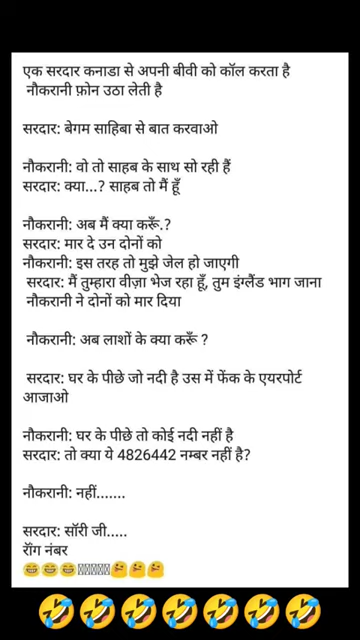 एक सरदार कनाडा से अपनी बीवी को कॉल करता है
नौकरानी फ़ोन उठा लेती है
सरदार: बेगम साहिबा से बात करवाओ
नौकरानी: वो तो साहब के साथ सो रही हैं
सरदार: क्या...? साहब तो मैं हूँ
नौकरानी: अब मैं क्या करूँ.?
सरदार: मार दे उन दोनों को
नौकरानी: इस तरह तो मुझे जेल हो जाएगी
सरदार: मैं तुम्हारा वीज़ा भेज रहा हूँ, तुम इंग्लैंड भाग जाना
नौकरानी ने दोनों को मार दिया
नौकरानी: अब लाशों के क्या करूँ ?
सरदार: घर के पीछे जो नदी है उस में फेंक के एयरपोर्ट
आजाओ
नौकरानी: घर के पीछे तो कोई नदी नहीं है
सरदार: तो क्या ये 4826442 नम्बर नहीं है?
नौकरानी: नहीं.......
सरदार: सॉरी जी.....
रॉंग नंबर